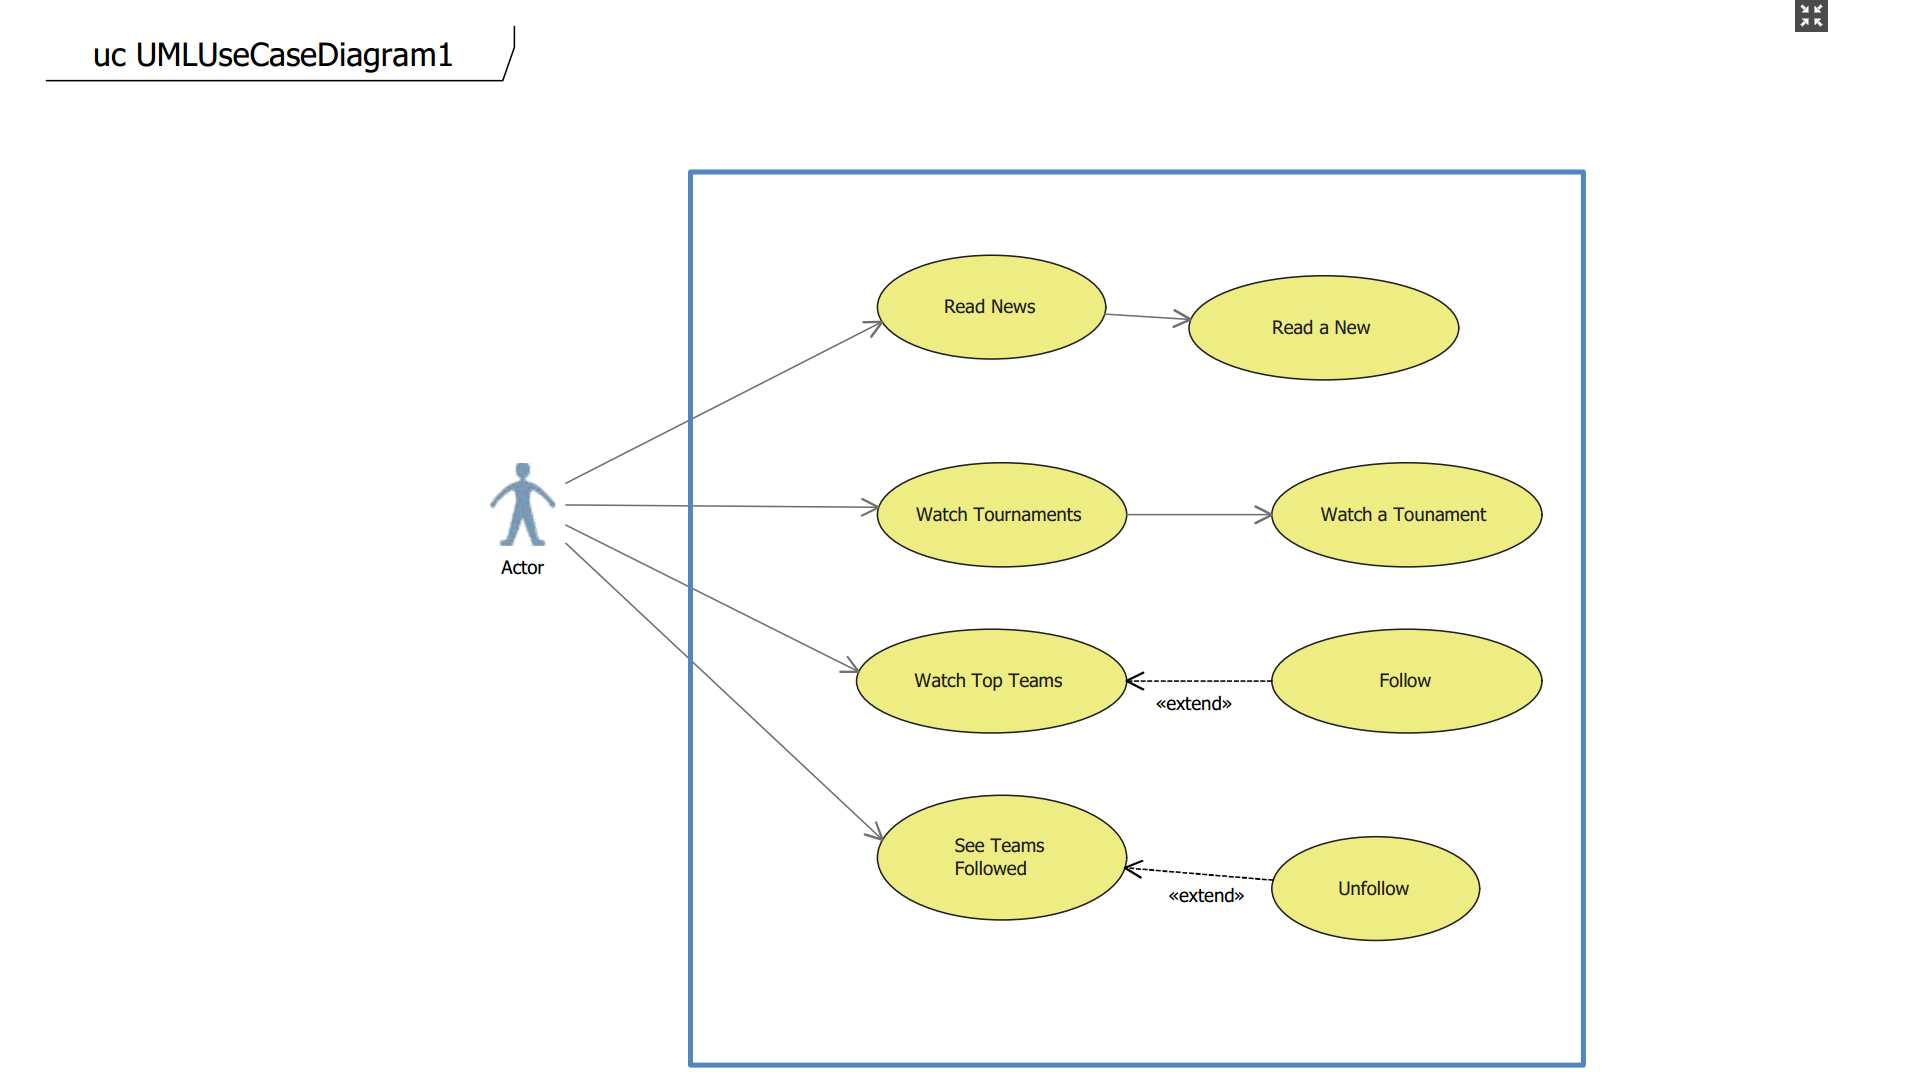 uc UMLUseCaseDiagram1
Read News
Read a New
Watch Tournaments
Watch a Tounament
Actor
Watch Top Teams
Follow
«extend»
See Teams
Followed
Unfollow
«extend»